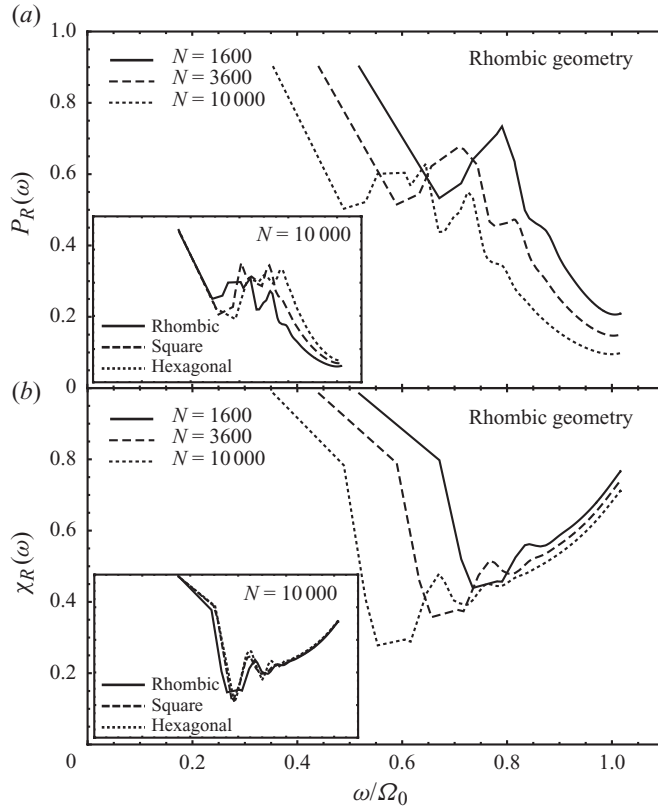 (a)
1.0
N = 1600
N = 3600
N = 10 000
Rhombic geometry
0.8
0.6
P_R(ω)
0.4
N = 10 000
0.2
Rhombic
Square
Hexagonal
0
(b)
N = 1600
N = 3600
N = 10 000
Rhombic geometry
0.8
0.6
χ_R(ω)
0.4
N = 10 000
0.2
Rhombic
Square
Hexagonal
0
0.2
0.4
0.6
0.8
1.0
ω/Ω₀